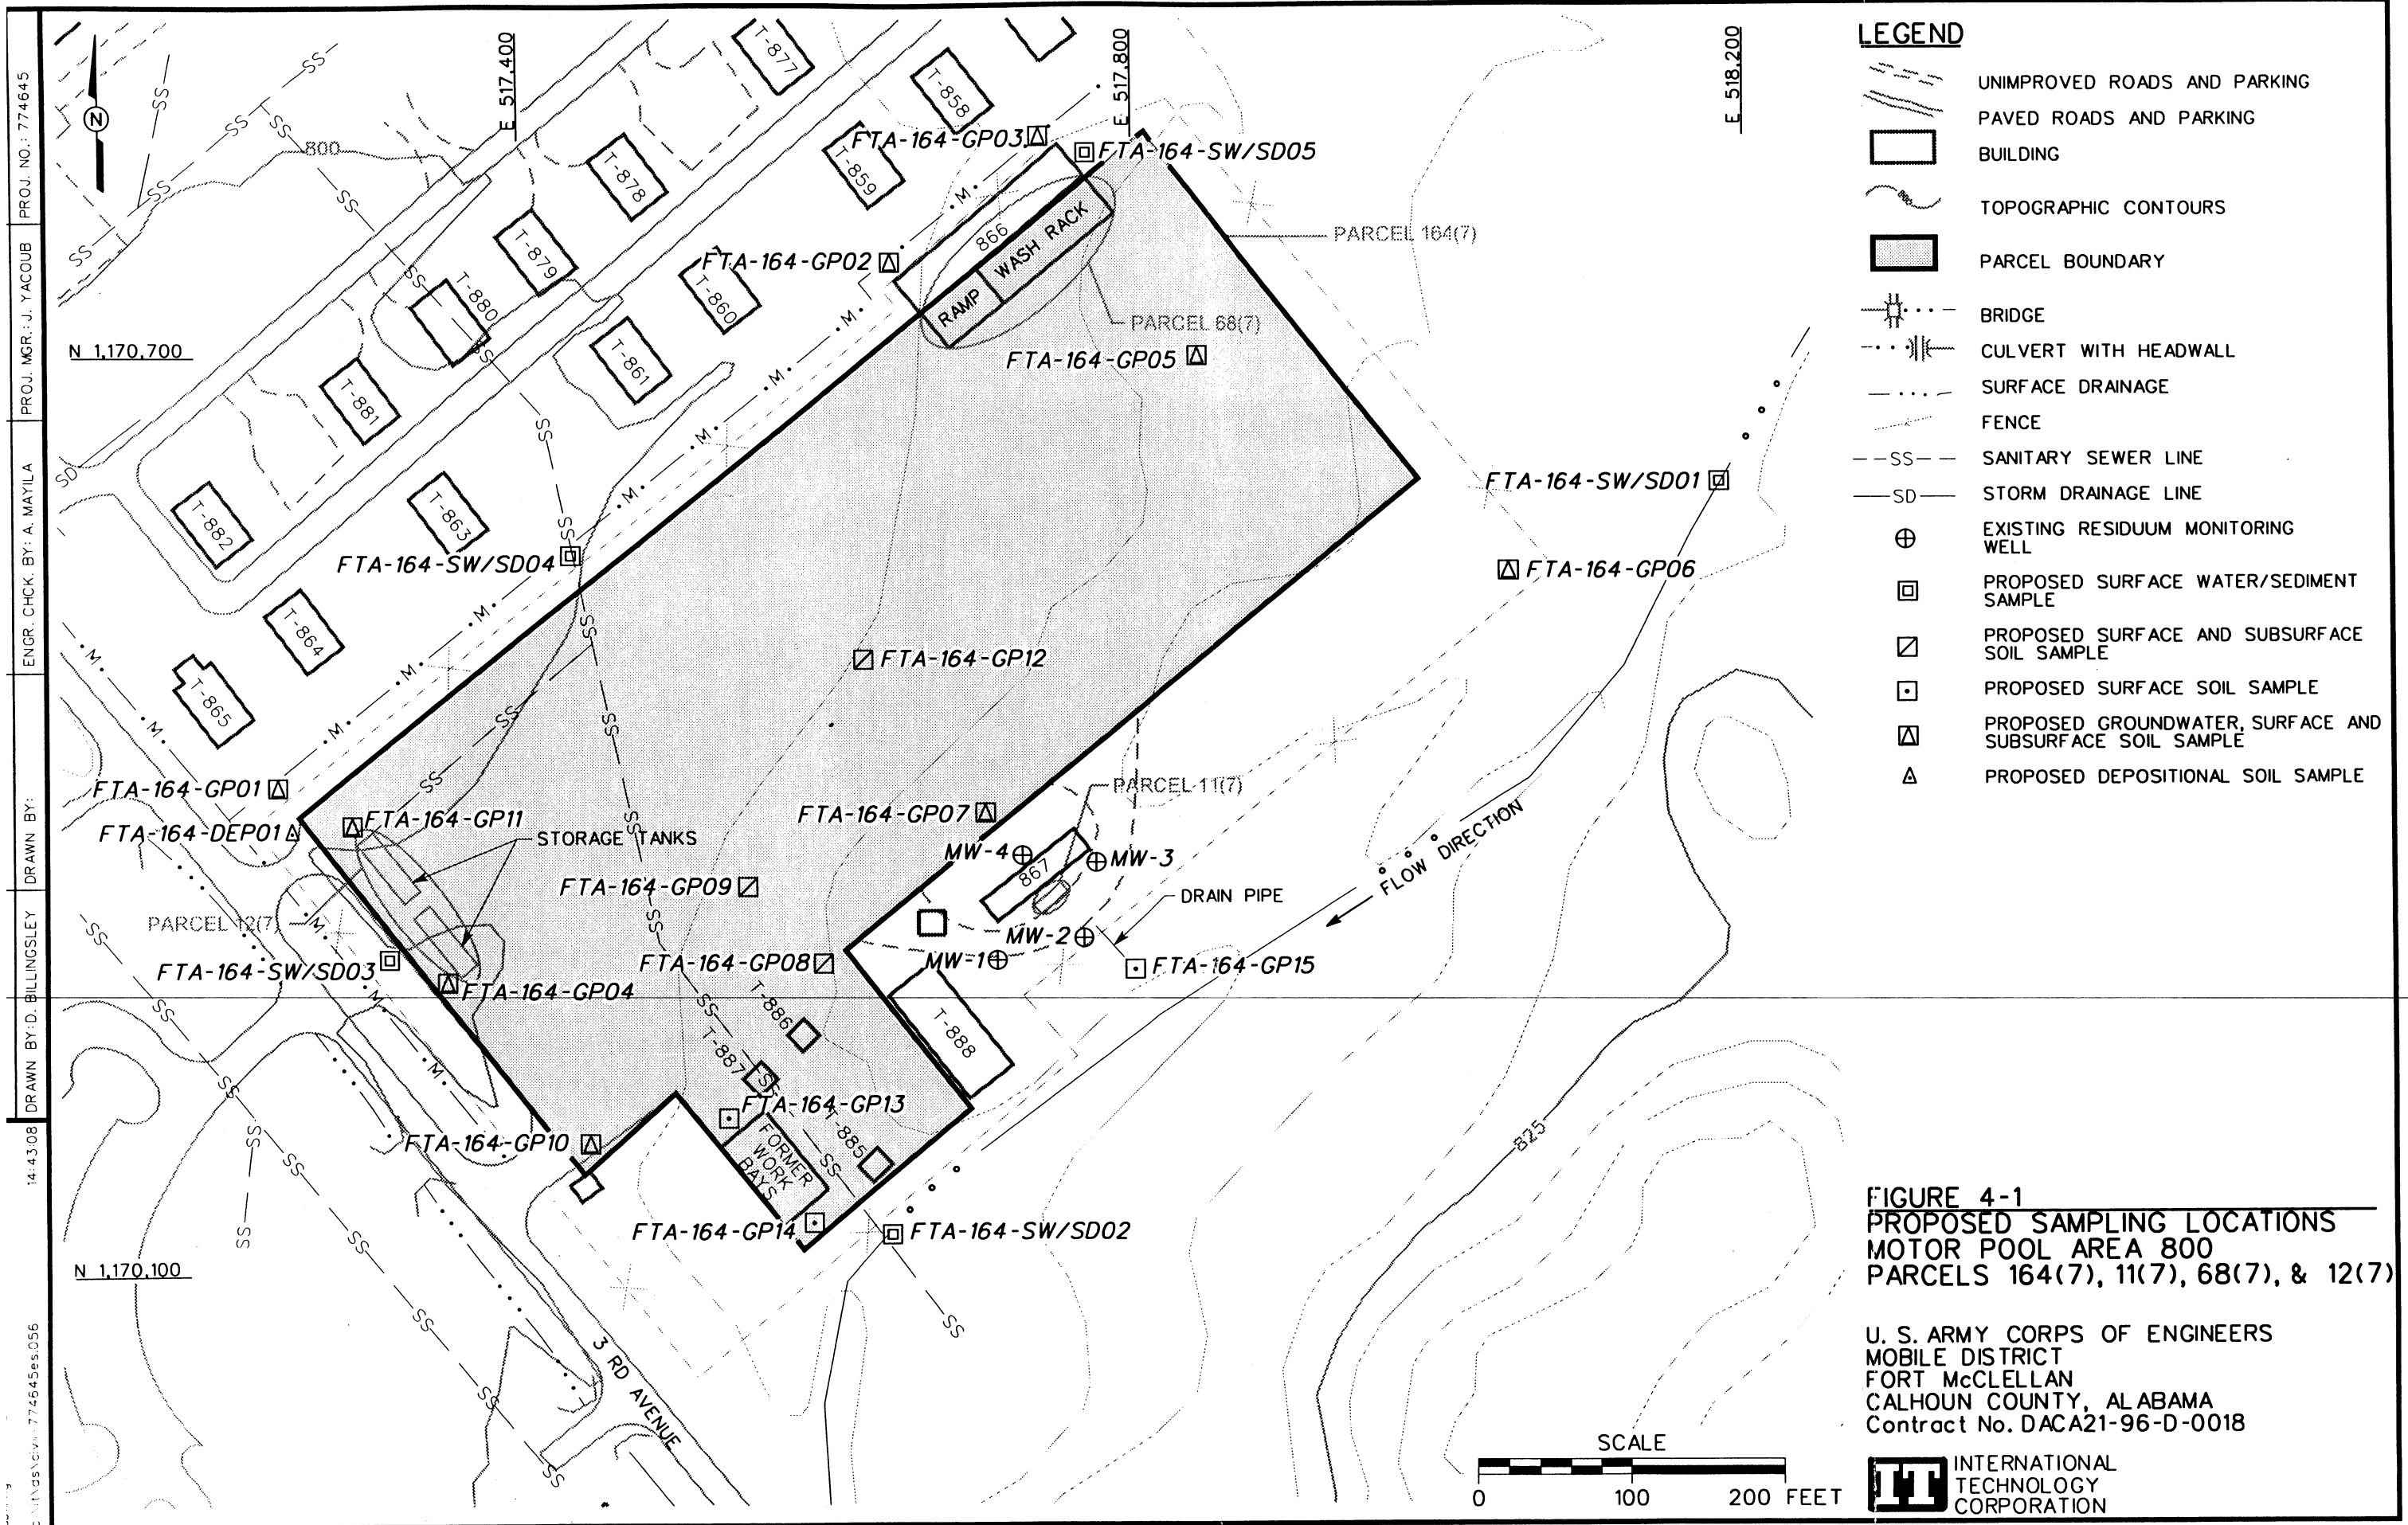 PROJ. NO.: 774645
PROJ. MGR.: J. YACOUB
ENGR. CHCK. BY: A. MAYILA
DRAWN BY:
DRAWN BY: D. BILLINGSLEY
14:43:08
N
E 517,400
E 517,800
E 518,200
N 1,170,700
N 1,170,100
800
825
T-877
T-858
T-878
T-859
T-879
T-880
T-860
T-861
T-881
T-882
T-863
T-864
T-865
FTA-164-GP03
FTA-164-SW/SD05
866
WASH RACK
RAMP
PARCEL 164(7)
FTA-164-GP02
PARCEL 68(7)
FTA-164-GP05
FTA-164-SW/SD01
FTA-164-SW/SD04
FTA-164-GP06
FTA-164-GP12
FTA-164-GP01
FTA-164-DEP01
FTA-164-GP11
STORAGE TANKS
FTA-164-GP07
PARCEL 11(7)
MW-4
MW-3
867
FTA-164-GP09
DRAIN PIPE
FLOW DIRECTION
PARCEL 12(7)
MW-2
MW-1
FTA-164-SW/SD03
FTA-164-GP04
FTA-164-GP08
FTA-164-GP15
T-886
T-888
T-887
FTA-164-GP13
T-885
FORMER
WORK
BAYS
FTA-164-GP10
FTA-164-GP14
FTA-164-SW/SD02
3 RD AVENUE
SS
SD
M
SCALE
0 100 200 FEET
LEGEND
UNIMPROVED ROADS AND PARKING
PAVED ROADS AND PARKING
BUILDING
TOPOGRAPHIC CONTOURS
PARCEL BOUNDARY
BRIDGE
CULVERT WITH HEADWALL
SURFACE DRAINAGE
FENCE
SS SANITARY SEWER LINE
SD STORM DRAINAGE LINE
EXISTING RESIDUUM MONITORING
WELL
PROPOSED SURFACE WATER/SEDIMENT
SAMPLE
PROPOSED SURFACE AND SUBSURFACE
SOIL SAMPLE
PROPOSED SURFACE SOIL SAMPLE
PROPOSED GROUNDWATER, SURFACE AND
SUBSURFACE SOIL SAMPLE
PROPOSED DEPOSITIONAL SOIL SAMPLE
FIGURE 4-1
PROPOSED SAMPLING LOCATIONS
MOTOR POOL AREA 800
PARCELS 164(7), 11(7), 68(7), & 12(7)
U. S. ARMY CORPS OF ENGINEERS
MOBILE DISTRICT
FORT McCLELLAN
CALHOUN COUNTY, ALABAMA
Contract No. DACA21-96-D-0018
IT
INTERNATIONAL
TECHNOLOGY
CORPORATION